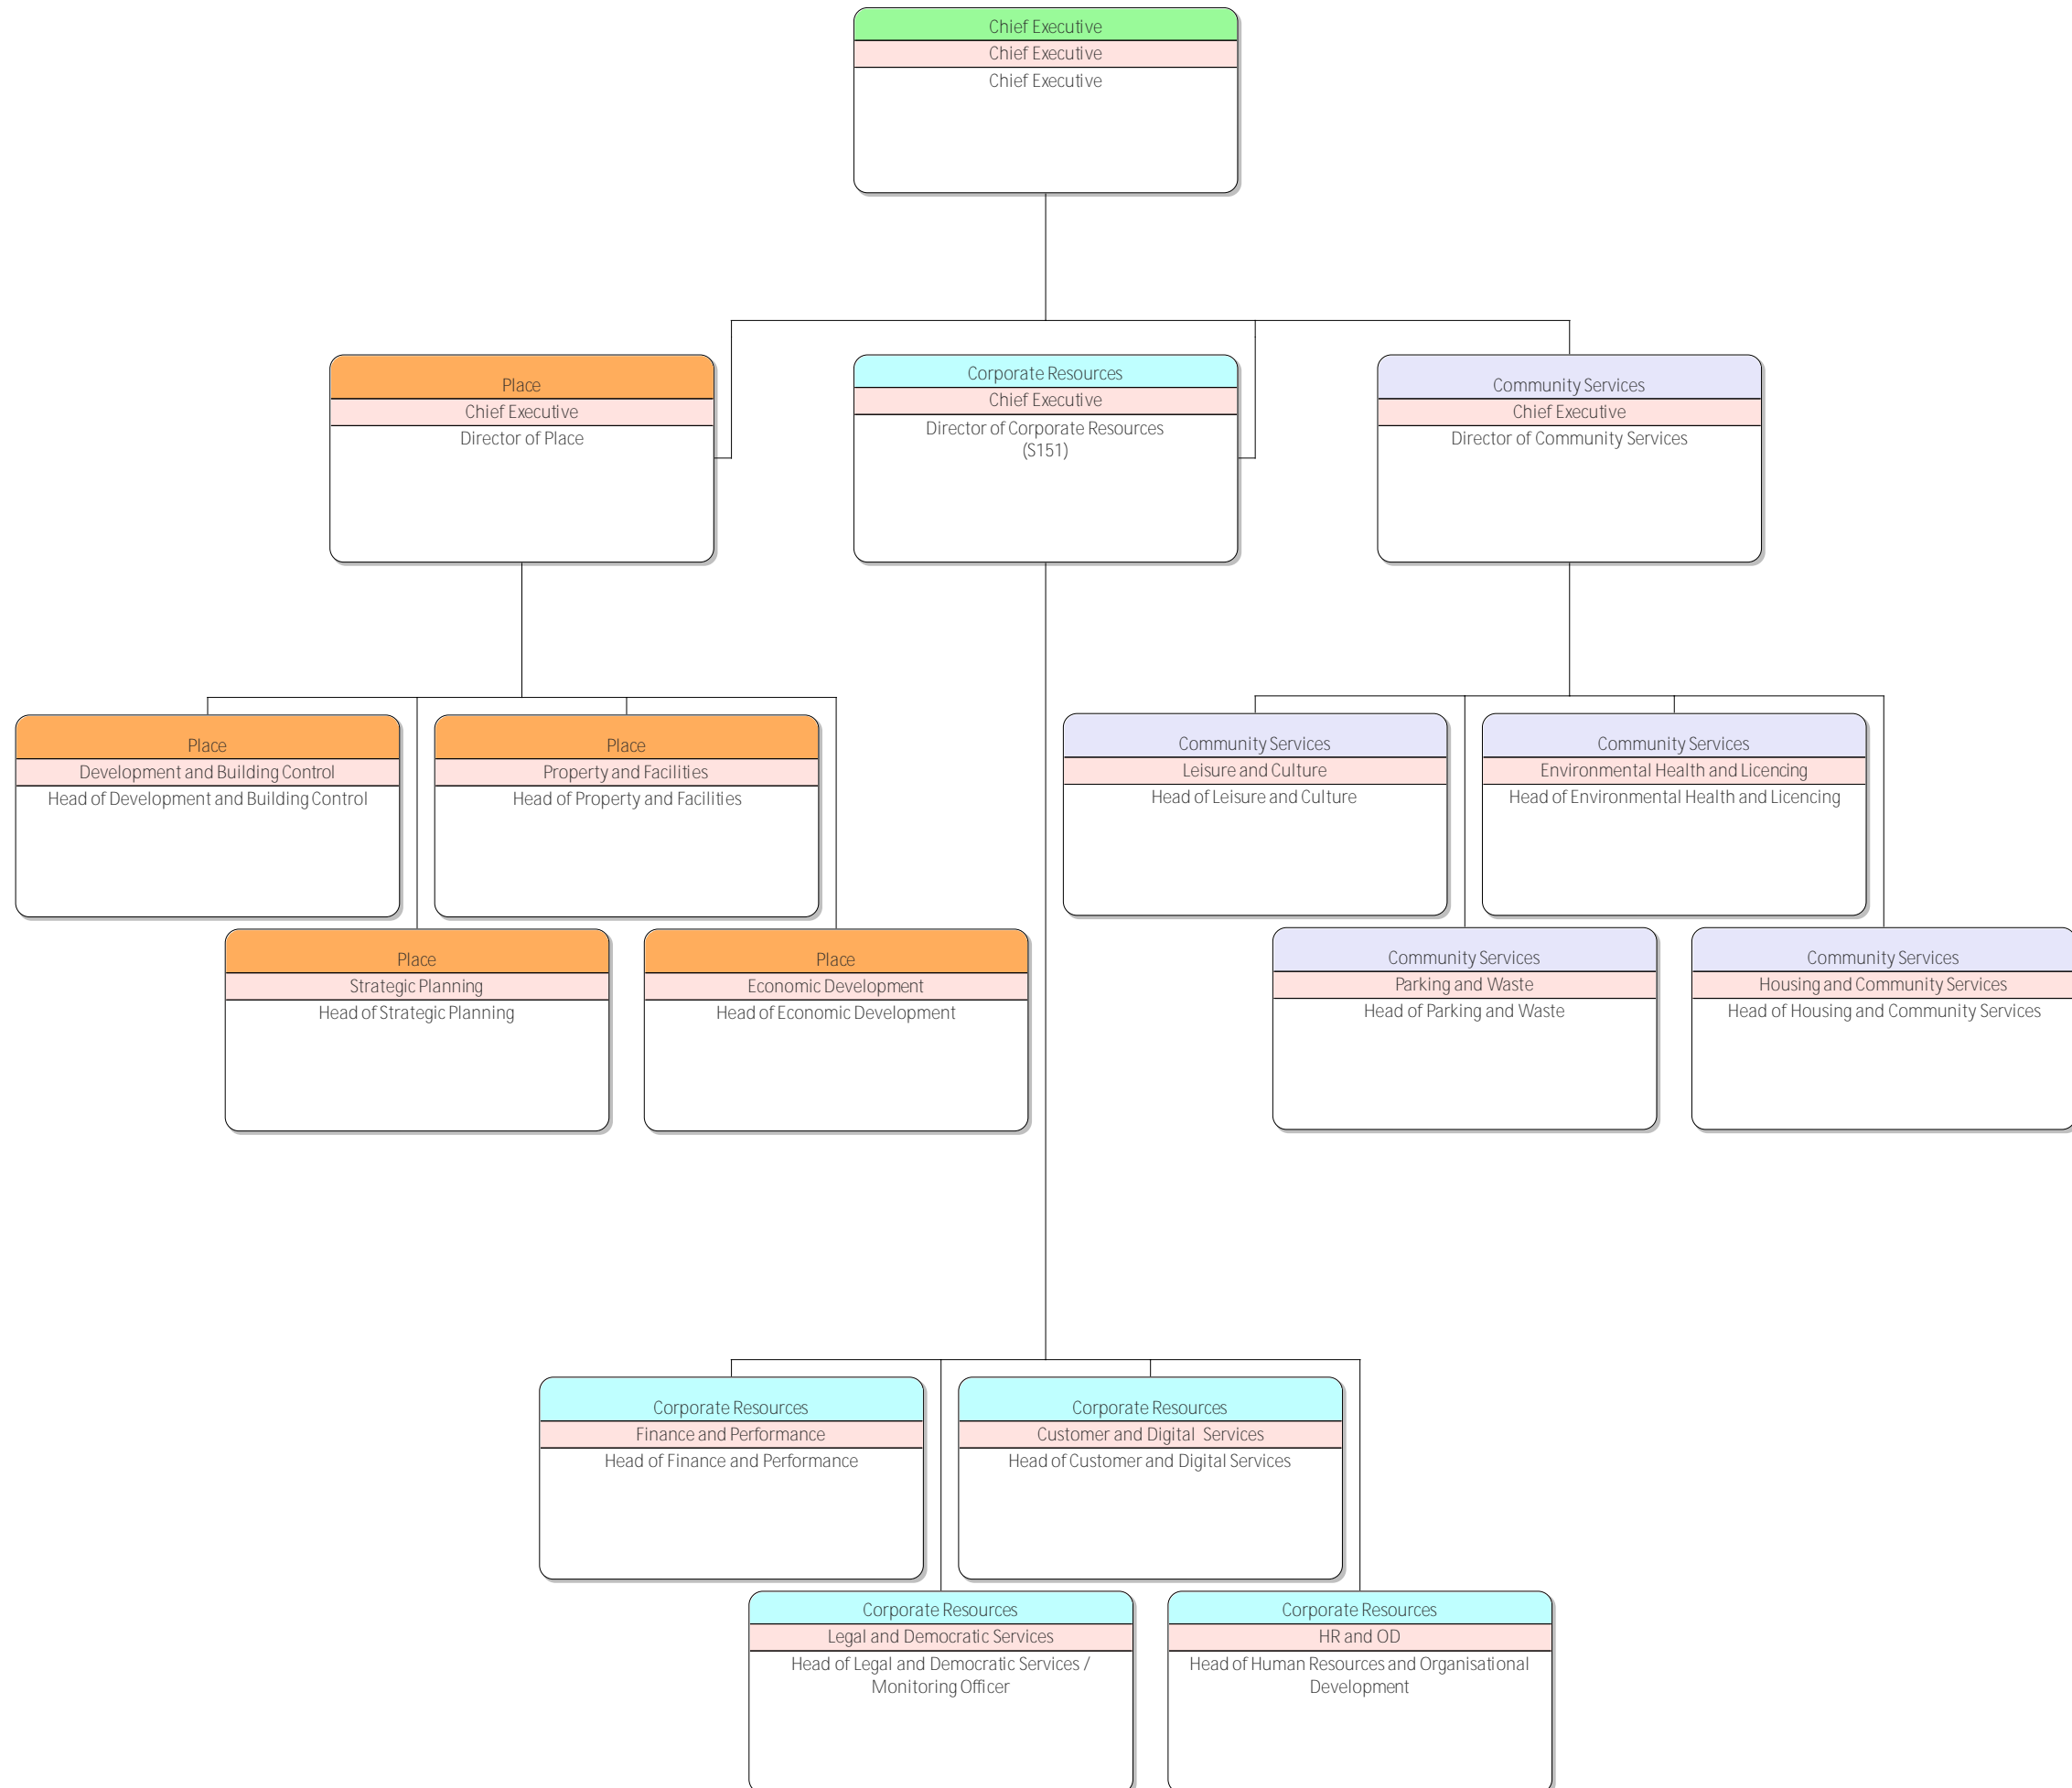 Chief Executive
Chief Executive
Chief Executive
Place
Chief Executive
Director of Place
Corporate Resources
Chief Executive
Director of Corporate Resources
(S151)
Community Services
Chief Executive
Director of Community Services
Place
Development and Building Control
Head of Development and Building Control
Place
Property and Facilities
Head of Property and Facilities
Community Services
Leisure and Culture
Head of Leisure and Culture
Community Services
Environmental Health and Licencing
Head of Environmental Health and Licencing
Place
Strategic Planning
Head of Strategic Planning
Place
Economic Development
Head of Economic Development
Community Services
Parking and Waste
Head of Parking and Waste
Community Services
Housing and Community Services
Head of Housing and Community Services
Corporate Resources
Finance and Performance
Head of Finance and Performance
Corporate Resources
Customer and Digital  Services
Head of Customer and Digital Services
Corporate Resources
Legal and Democratic Services
Head of Legal and Democratic Services /
Monitoring Officer
Corporate Resources
HR and OD
Head of Human Resources and Organisational
Development